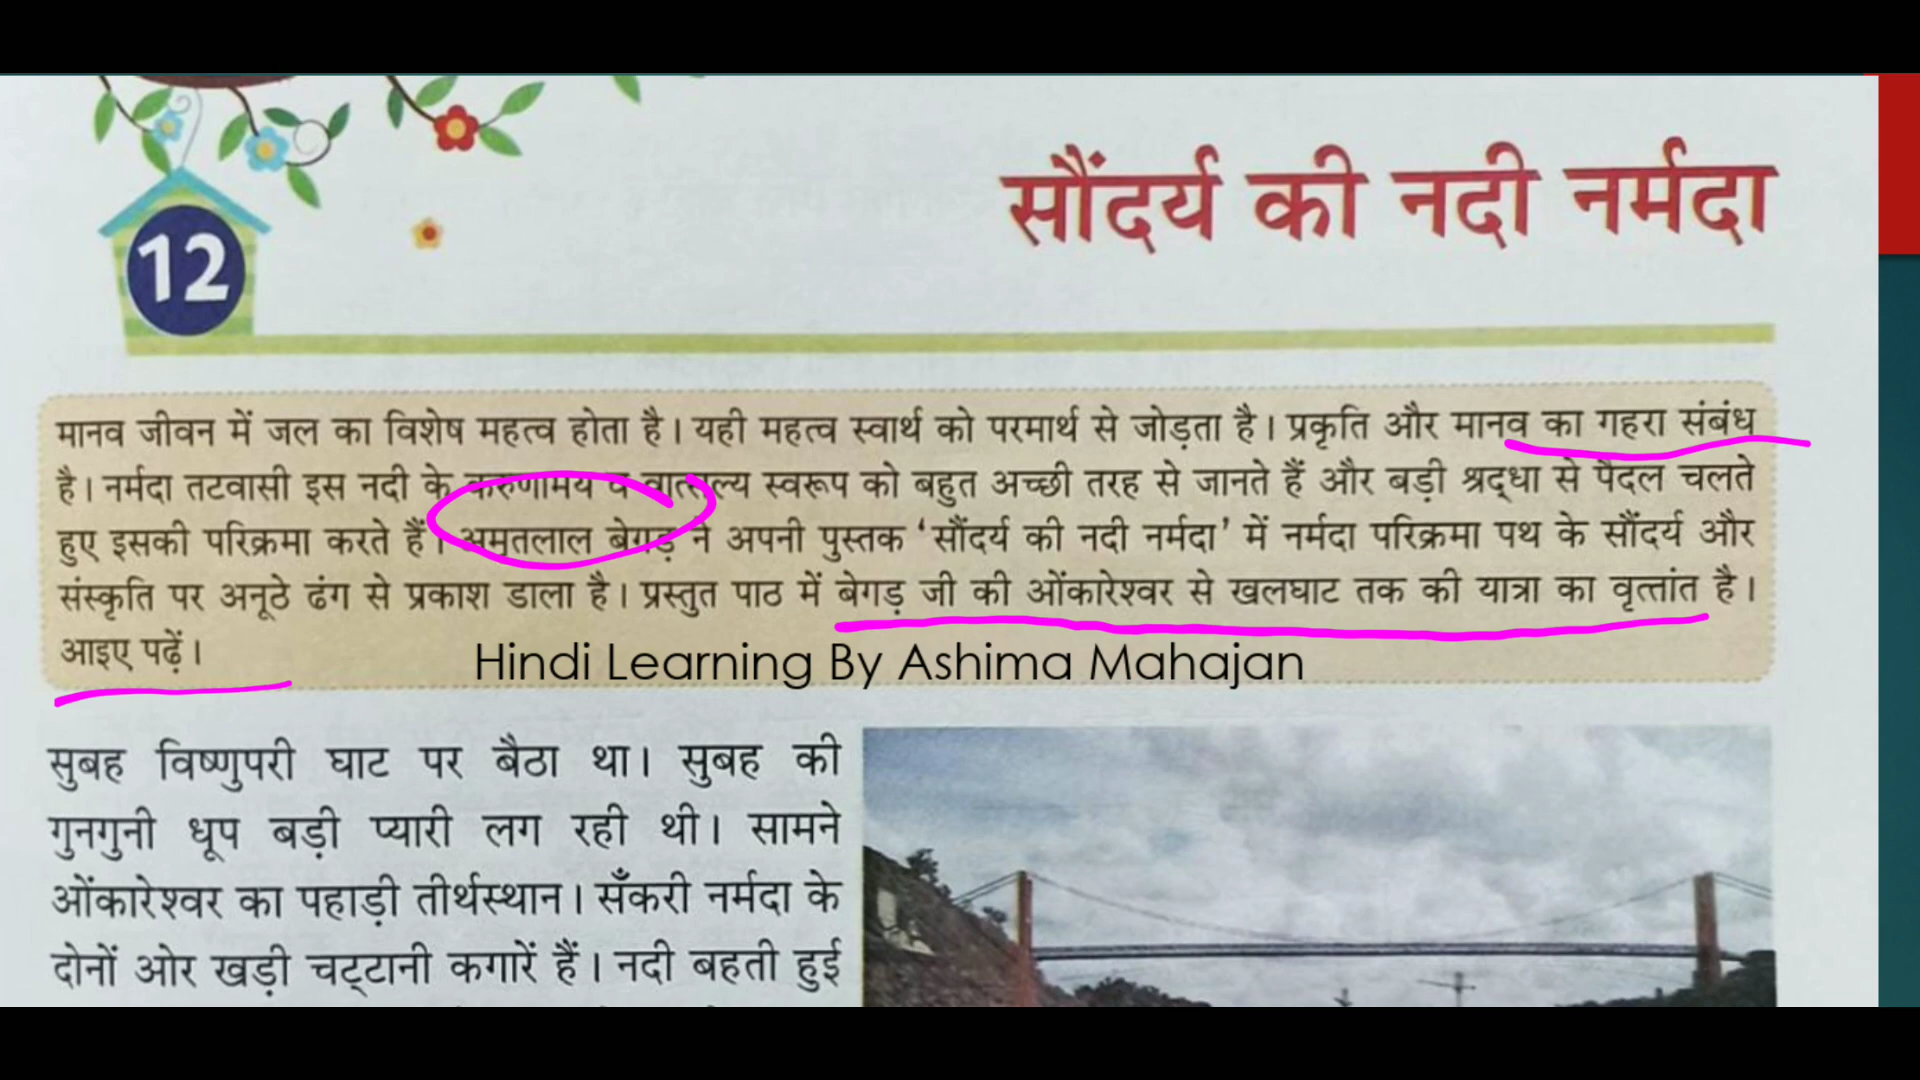 सौंदर्य की नदी नर्मदा
12
मानव जीवन में जल का विशेष महत्व होता है। यही महत्व स्वार्थ को परमार्थ से जोड़ता है। प्रकृति और मानव का गहरा संबंध
है। नर्मदा तटवासी इस नदी के करुणामय व वात्सल्य स्वरूप को बहुत अच्छी तरह से जानते हैं और बड़ी श्रद्धा से पैदल चलते
हुए इसकी परिक्रमा करते हैं। अमृतलाल बेगड़ ने अपनी पुस्तक ‘सौंदर्य की नदी नर्मदा’ में नर्मदा परिक्रमा पथ के सौंदर्य और
संस्कृति पर अनूठे ढंग से प्रकाश डाला है। प्रस्तुत पाठ में बेगड़ जी की ओंकारेश्वर से खलघाट तक की यात्रा का वृत्तांत है।
आइए पढ़ें।
Hindi Learning By Ashima Mahajan
सुबह विष्णुपरी घाट पर बैठा था। सुबह की
गुनगुनी धूप बड़ी प्यारी लग रही थी। सामने
ओंकारेश्वर का पहाड़ी तीर्थस्थान। सँकरी नर्मदा के
दोनों ओर खड़ी चट्टानी कगारें हैं। नदी बहती हुई